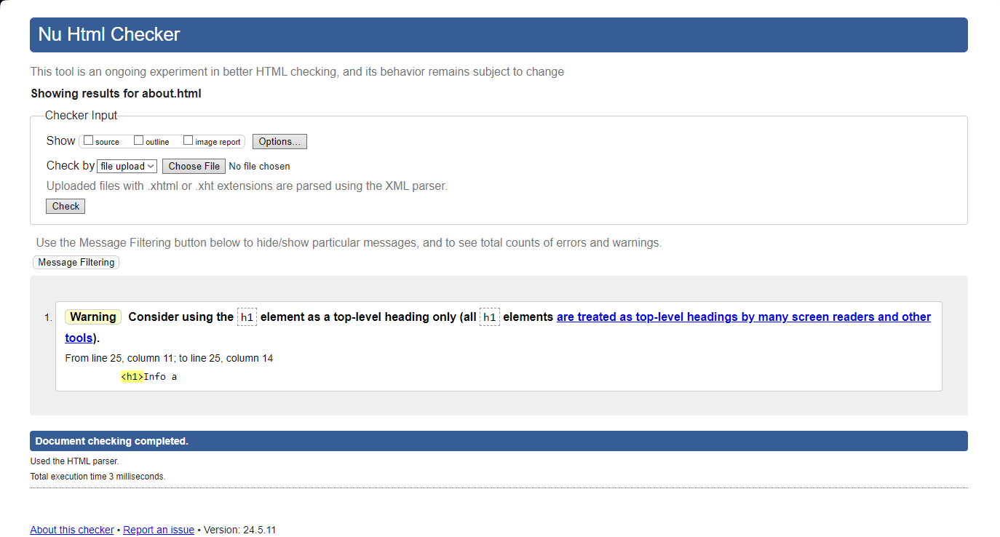 Nu Html Checker
This tool is an ongoing experiment in better HTML checking, and its behavior remains subject to change
Showing results for about.html
Checker Input
Show source outline image report Options...
Check by file upload Choose File No file chosen
Uploaded files with .xhtml or .xht extensions are parsed using the XML parser.
Check
Use the Message Filtering button below to hide/show particular messages, and to see total counts of errors and warnings.
Message Filtering
1. Warning Consider using the h1 element as a top-level heading only (all h1 elements are treated as top-level headings by many screen readers and other
tools).
From line 25, column 11; to line 25, column 14
<h1>Info a
Document checking completed.
Used the HTML parser.
Total execution time 3 milliseconds.
About this checker • Report an issue • Version: 24.5.11